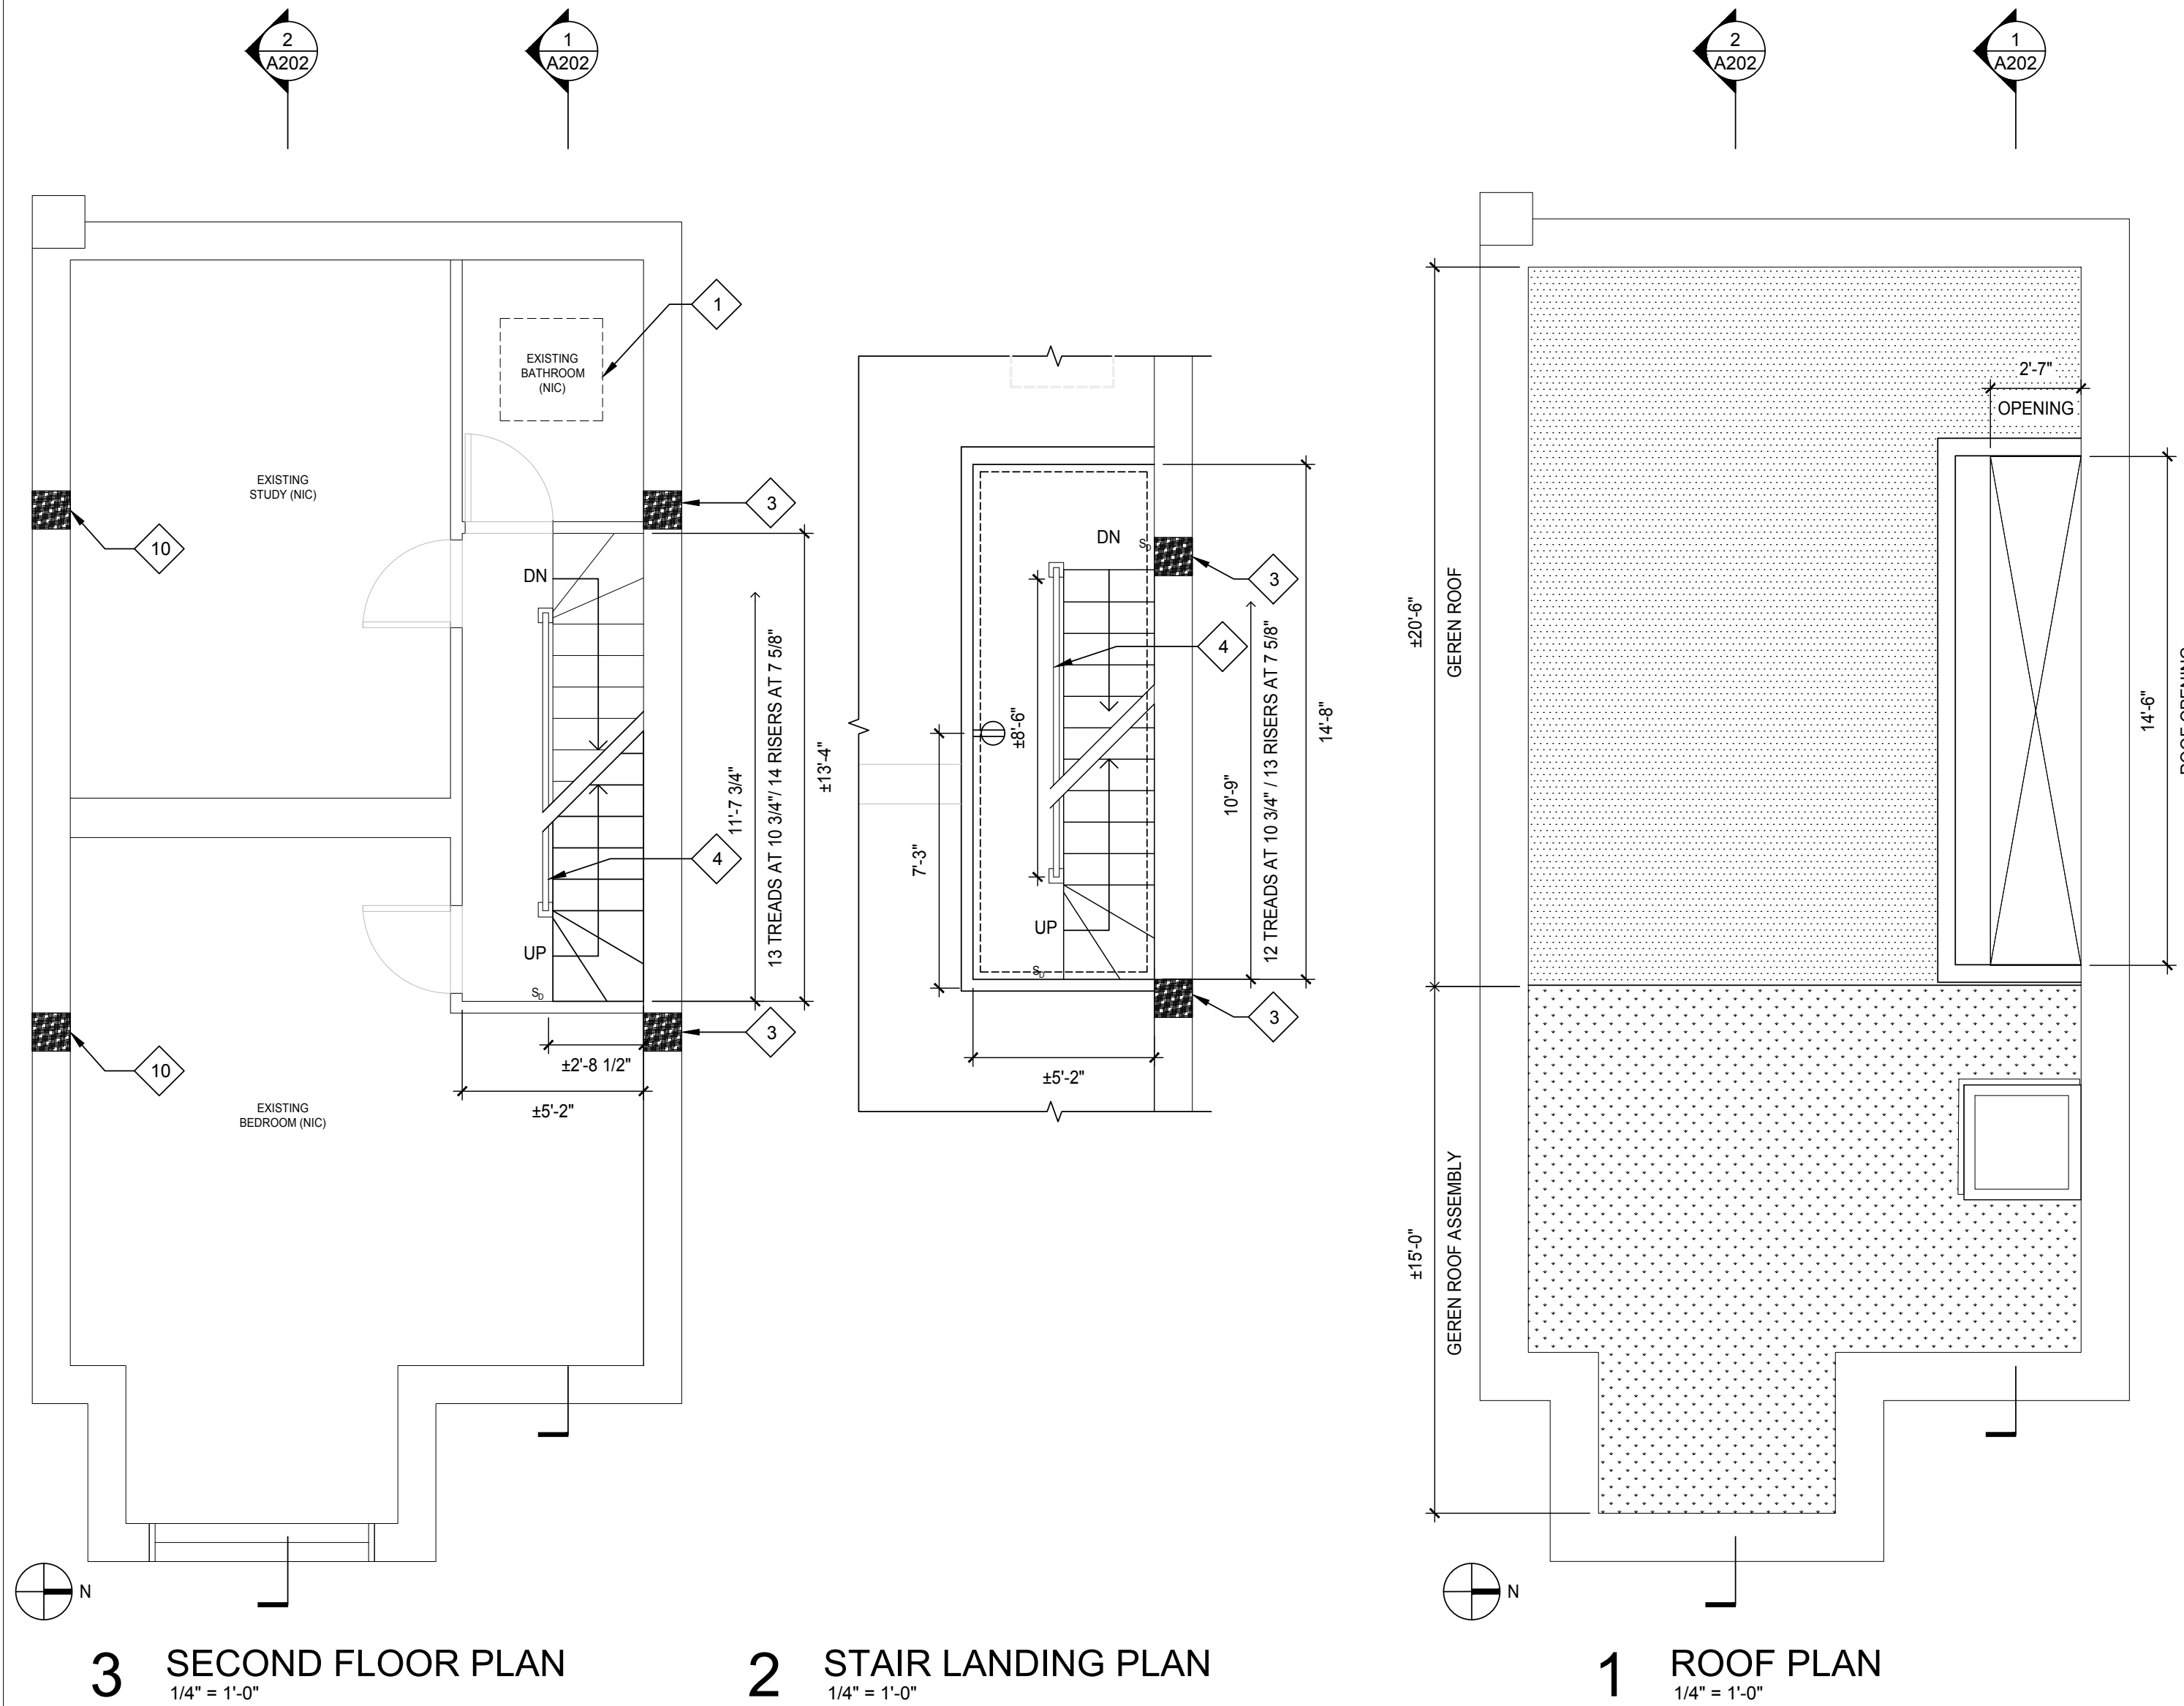 2
A202
1
A202
2
A202
1
A202
1
EXISTING
BATHROOM
(NIC)
EXISTING
STUDY (NIC)
3
10
DN
4
UP
SD
3
10
EXISTING
BEDROOM (NIC)
±2'-8 1/2"
±5'-2"
11'-7 3/4"
13 TREADS AT 10 3/4"/ 14 RISERS AT 7 5/8"
±13'-4"
N
3 SECOND FLOOR PLAN
1/4" = 1'-0"
DN
SD
3
4
±8'-6"
7'-3"
10'-9"
12 TREADS AT 10 3/4" / 13 RISERS AT 7 5/8"
14'-8"
UP
SD
3
±5'-2"
2 STAIR LANDING PLAN
1/4" = 1'-0"
2'-7"
OPENING
±20'-6"
GEREN ROOF
14'-6"
±15'-0"
GEREN ROOF ASSEMBLY
N
1 ROOF PLAN
1/4" = 1'-0"